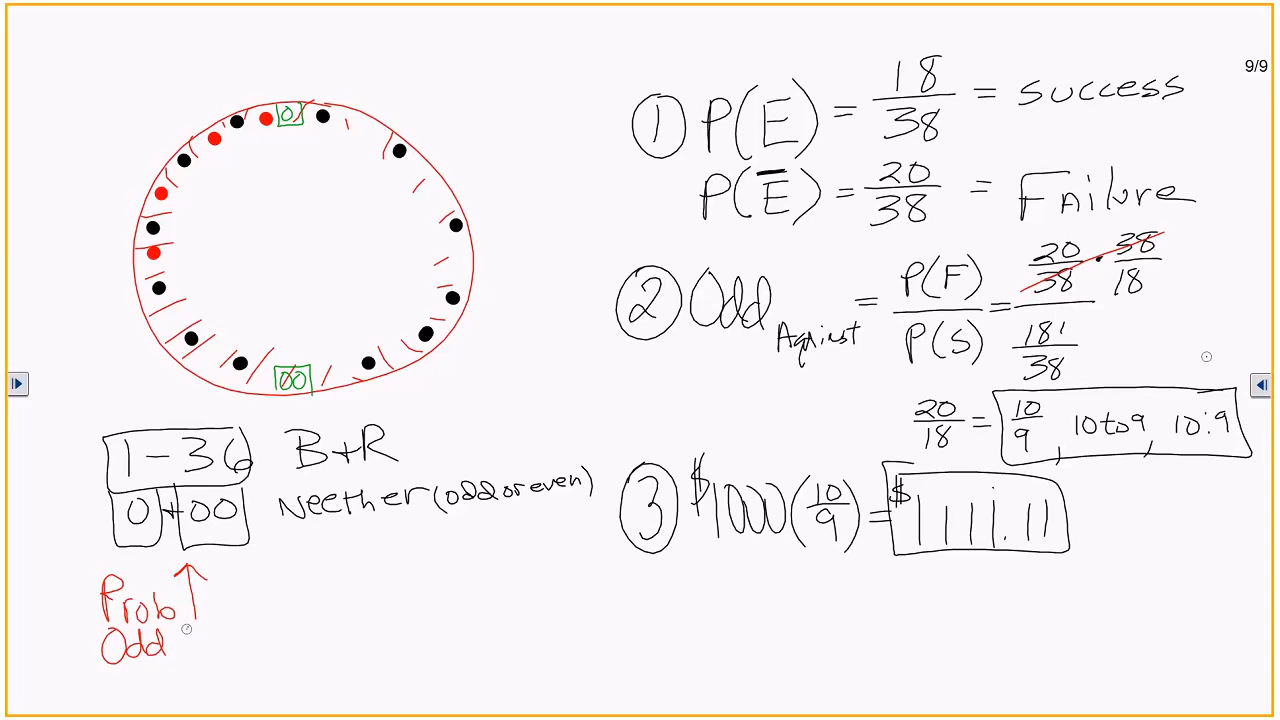 9/9
0
00
1-36 B+R
0 + 00 Neether (odd or even)
Prob ↑
Odd
① P(E) = 18/38 = success
P(E̅) = 20/38 = Failure
② Odd Against = P(F)/P(S) = 20/38 · 38/18
18/38
20/18 = 10/9, 10 to 9, 10:9
③ $1000(10/9) = $1111.11